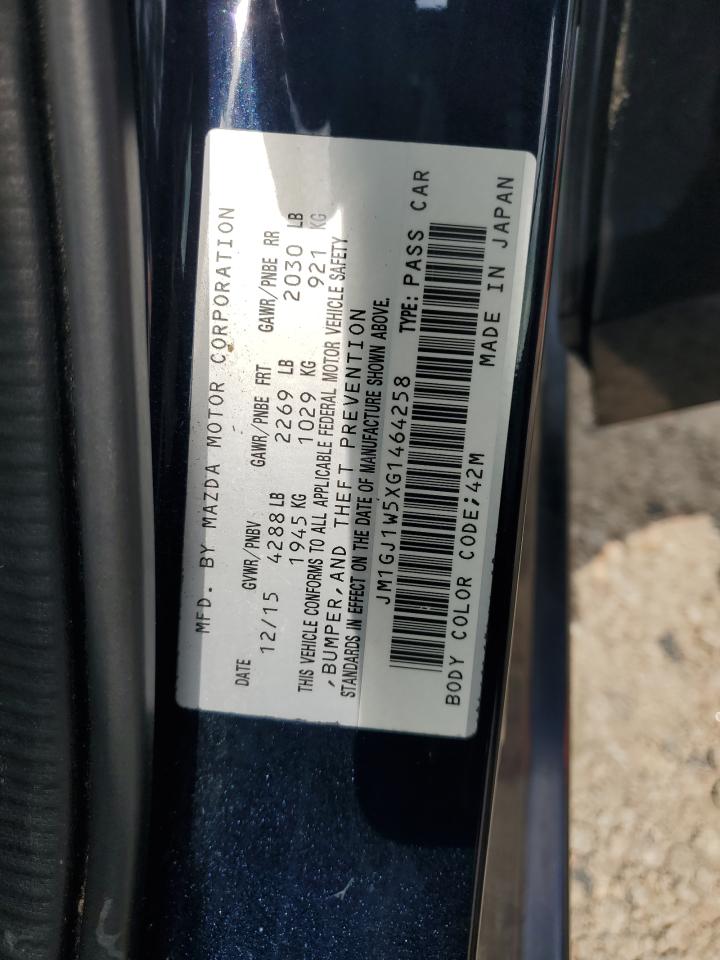 MFD. BY MAZDA MOTOR CORPORATION
DATE GVWR/PNBV GAWR/PNBE FRT GAWR/PNBE RR
12/15 4288 LB 2269 LB 2030 LB
1945 KG 1029 KG 921 KG
THIS VEHICLE CONFORMS TO ALL APPLICABLE FEDERAL MOTOR VEHICLE SAFETY
,BUMPER,AND THEFT PREVENTION
STANDARDS IN EFFECT ON THE DATE OF MANUFACTURE SHOWN ABOVE.
JM1GJ1W5XG1464258 TYPE: PASS CAR
BODY COLOR CODE;42M MADE IN JAPAN